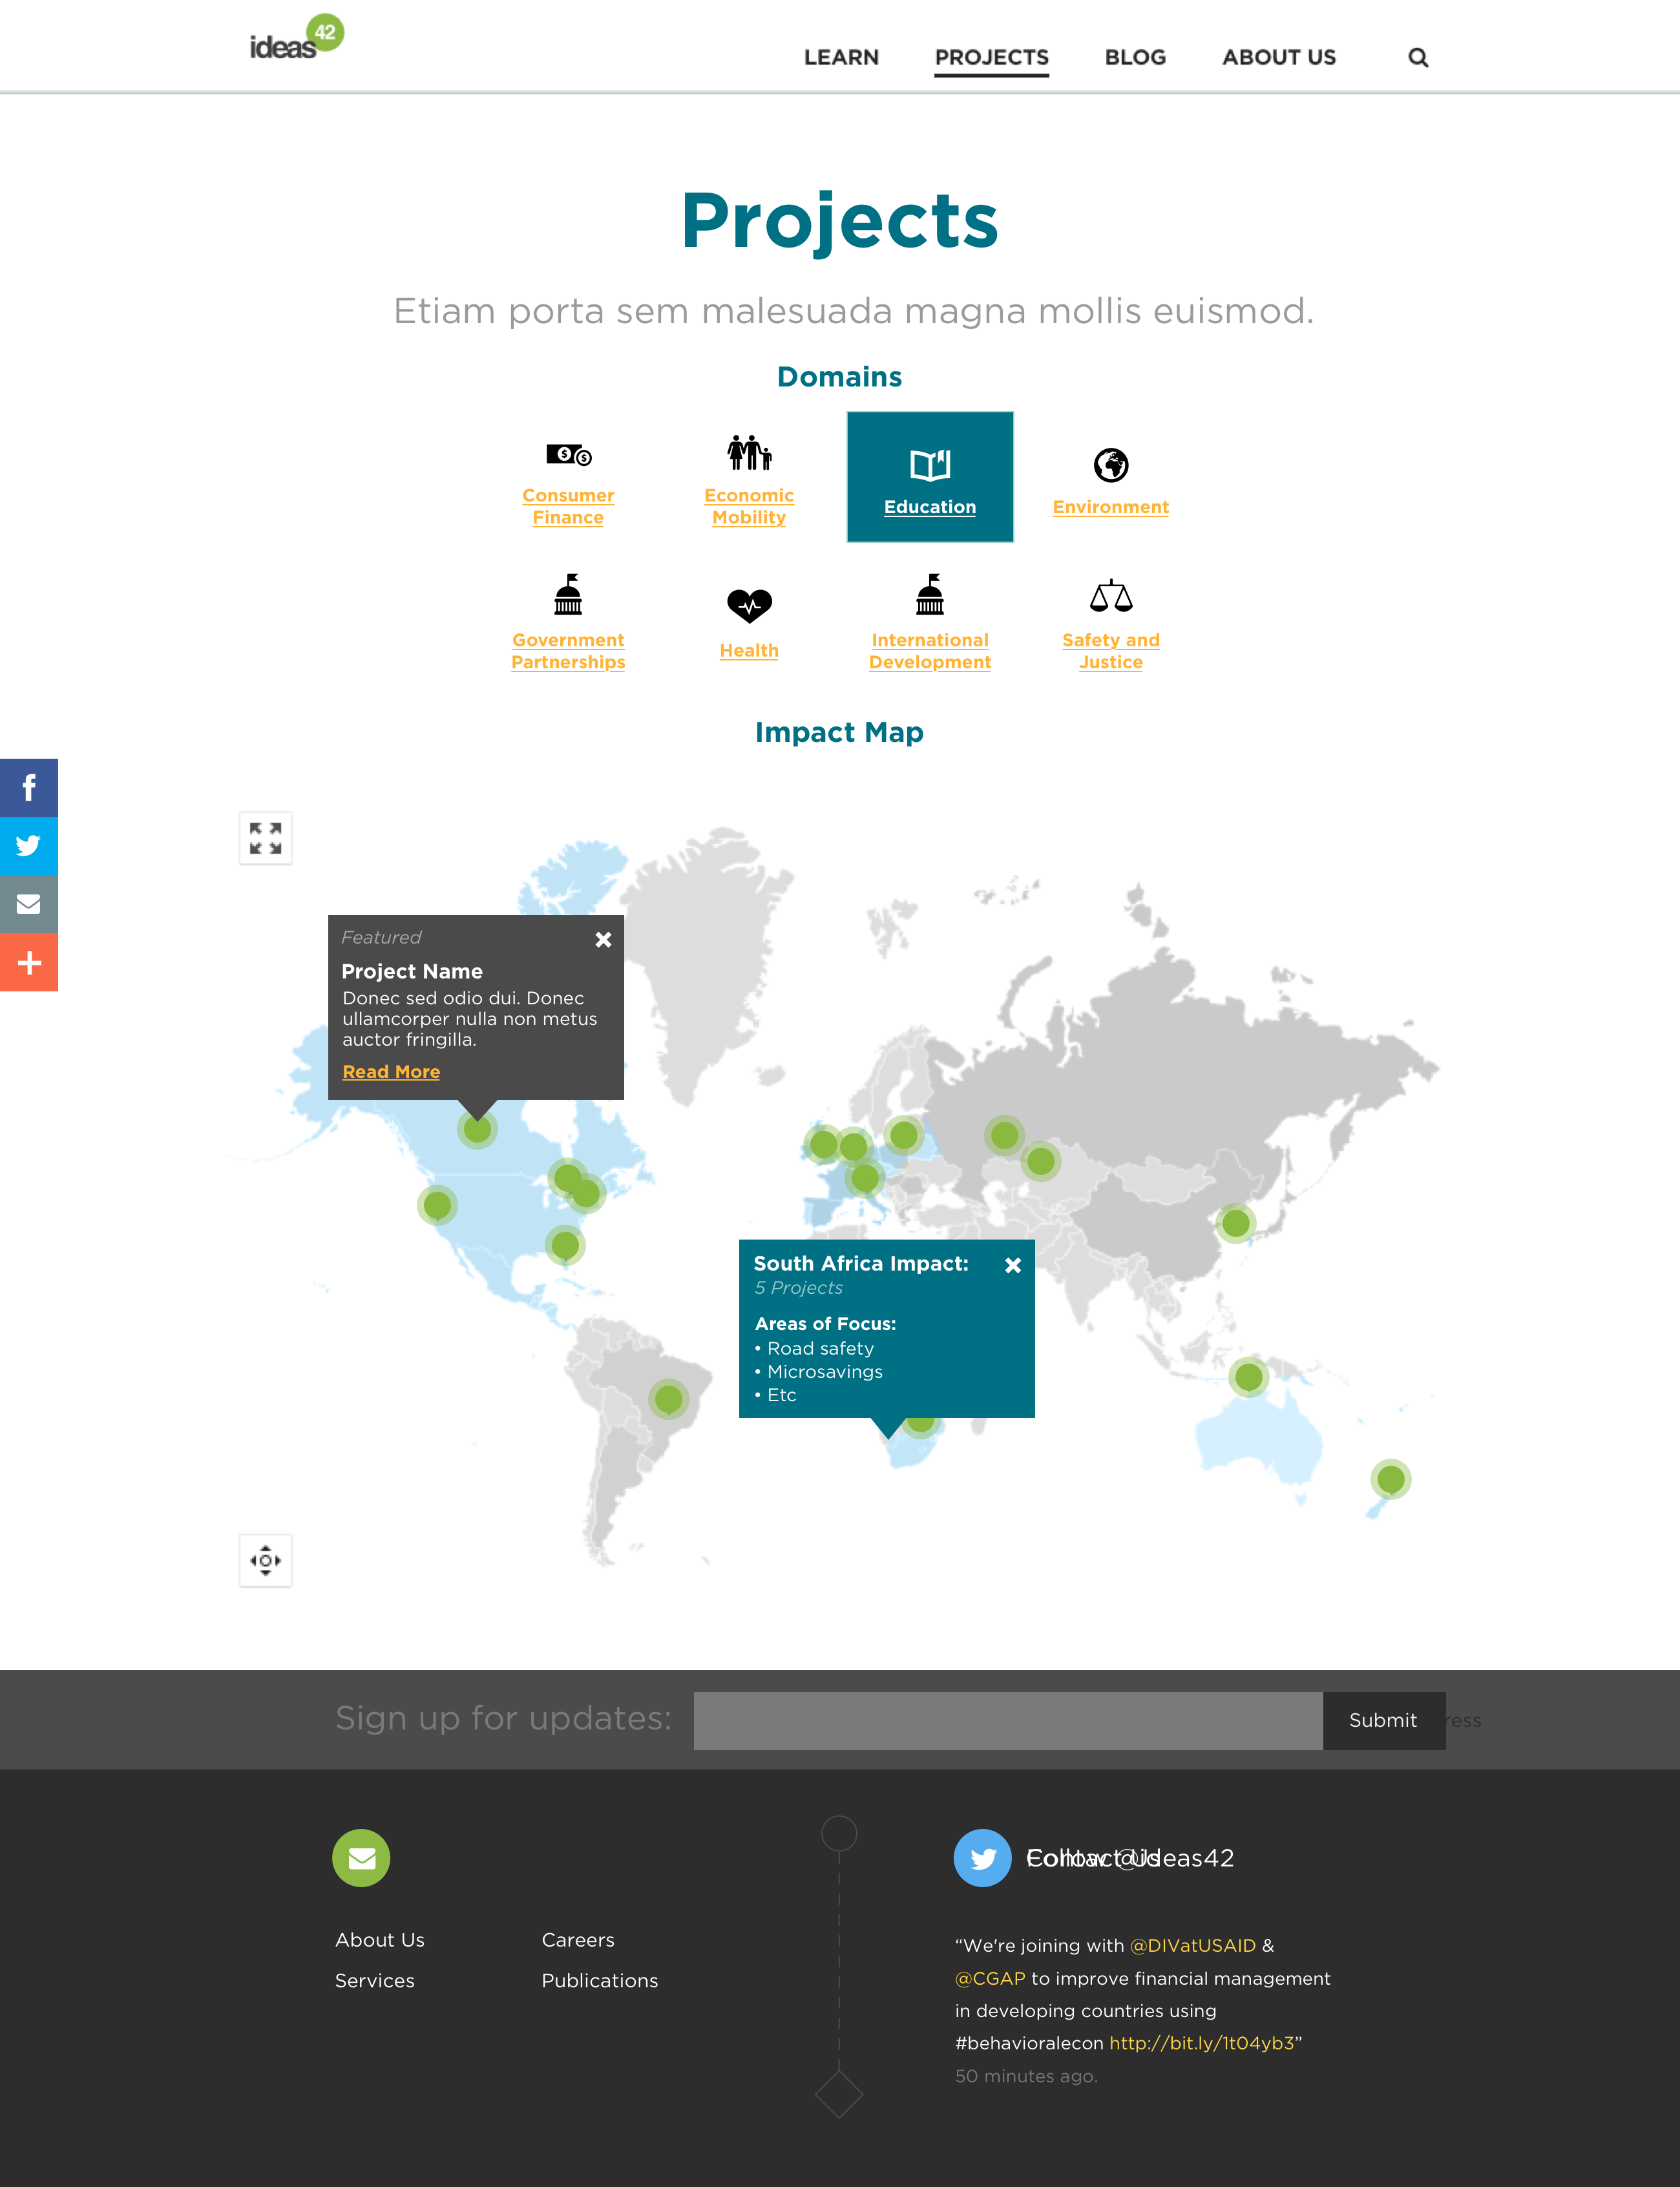 ideas 42
LEARN PROJECTS BLOG ABOUT US
Projects
Etiam porta sem malesuada magna mollis euismod.
Domains
Consumer
Finance
Economic
Mobility
Education
Environment
Government
Partnerships
Health
International
Development
Safety and
Justice
Impact Map
Featured
Project Name
Donec sed odio dui. Donec
ullamcorper nulla non metus
auctor fringilla.
Read More
South Africa Impact:
5 Projects
Areas of Focus:
• Road safety
• Microsavings
• Etc
Sign up for updates:
Submit
Follow @ideas42
Contact Us
About Us
Careers
Services
Publications
“We're joining with @DIVatUSAID &
@CGAP to improve financial management
in developing countries using
#behavioralecon http://bit.ly/1t04yb3”
50 minutes ago.